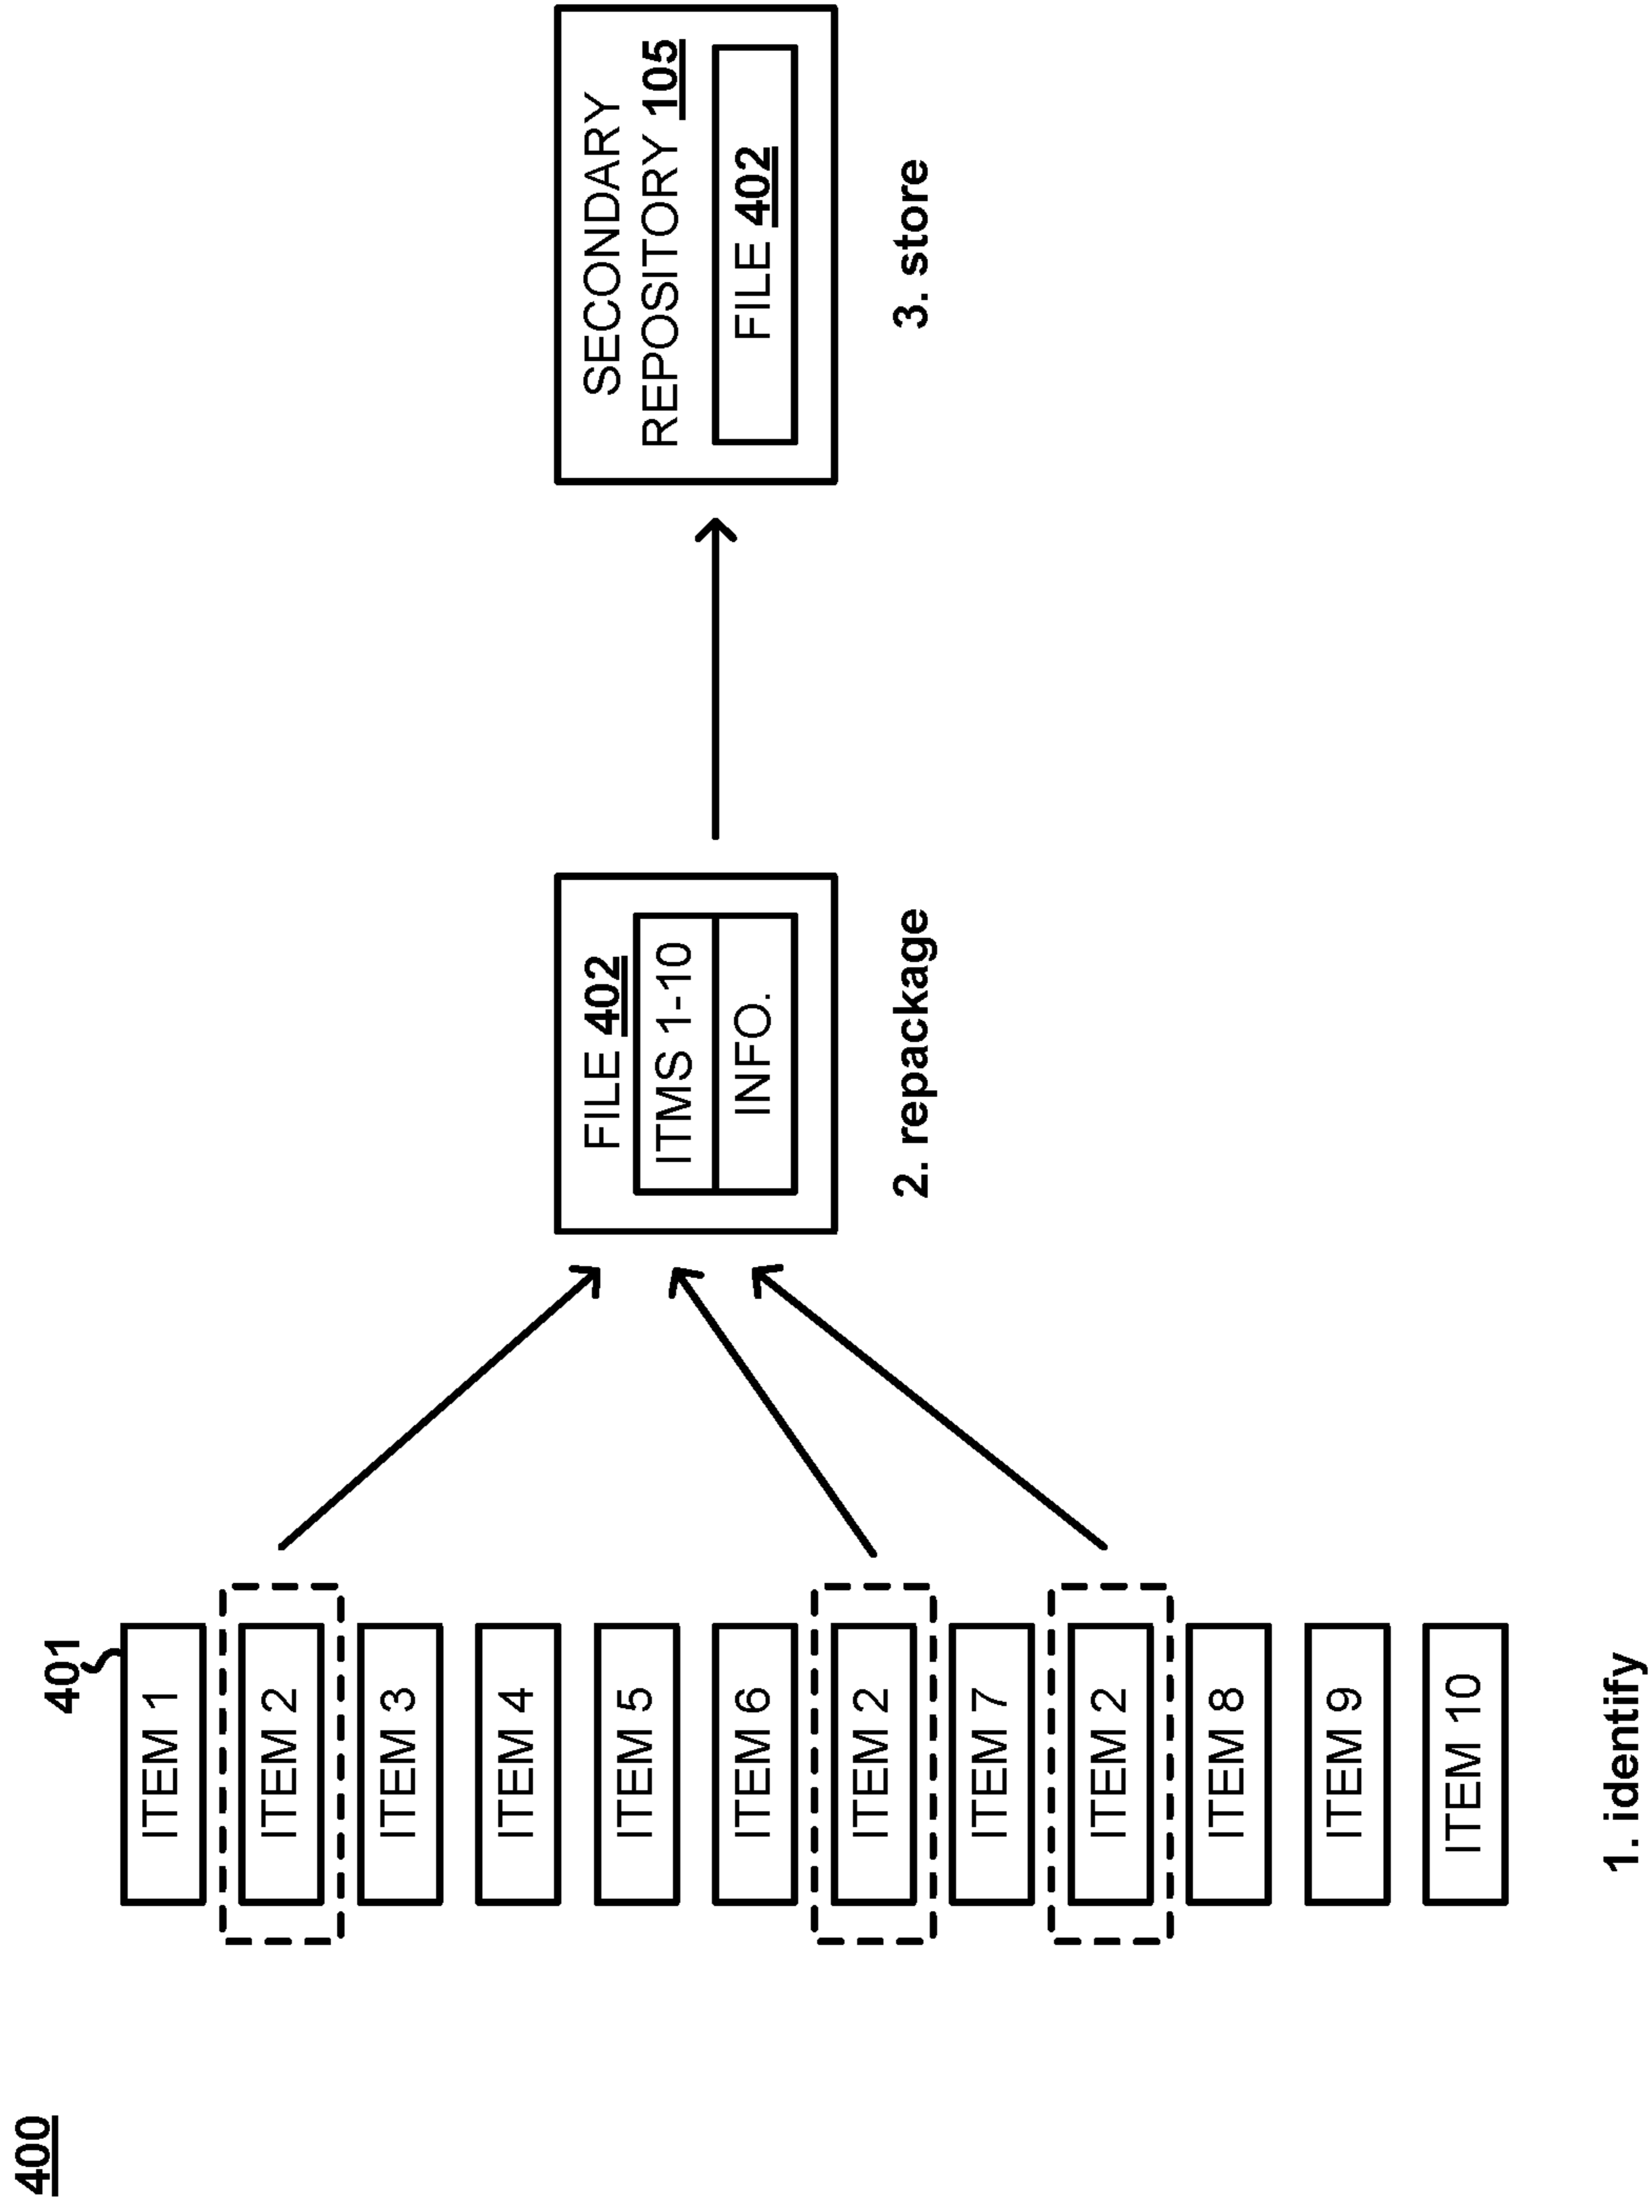 400
401
ITEM 1
ITEM 2
ITEM 3
ITEM 4
ITEM 5
ITEM 6
ITEM 2
ITEM 7
ITEM 2
ITEM 8
ITEM 9
ITEM 10
1. identify
FILE 402
ITMS 1-10
INFO.
2. repackage
SECONDARY
REPOSITORY 105
FILE 402
3. store